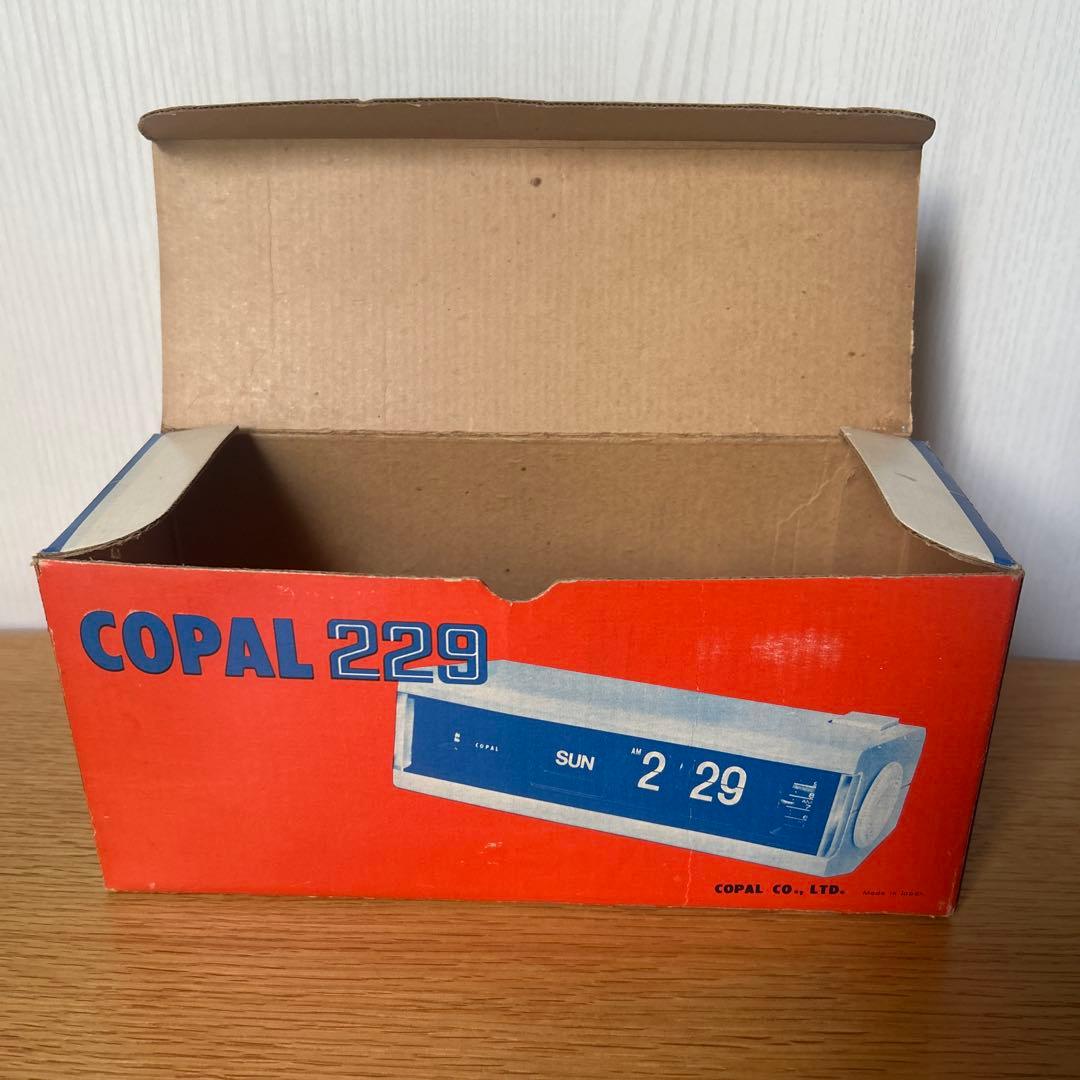 COPAL 229
COPAL
SUN AM 2 29
COPAL CO., LTD. Made in Japan